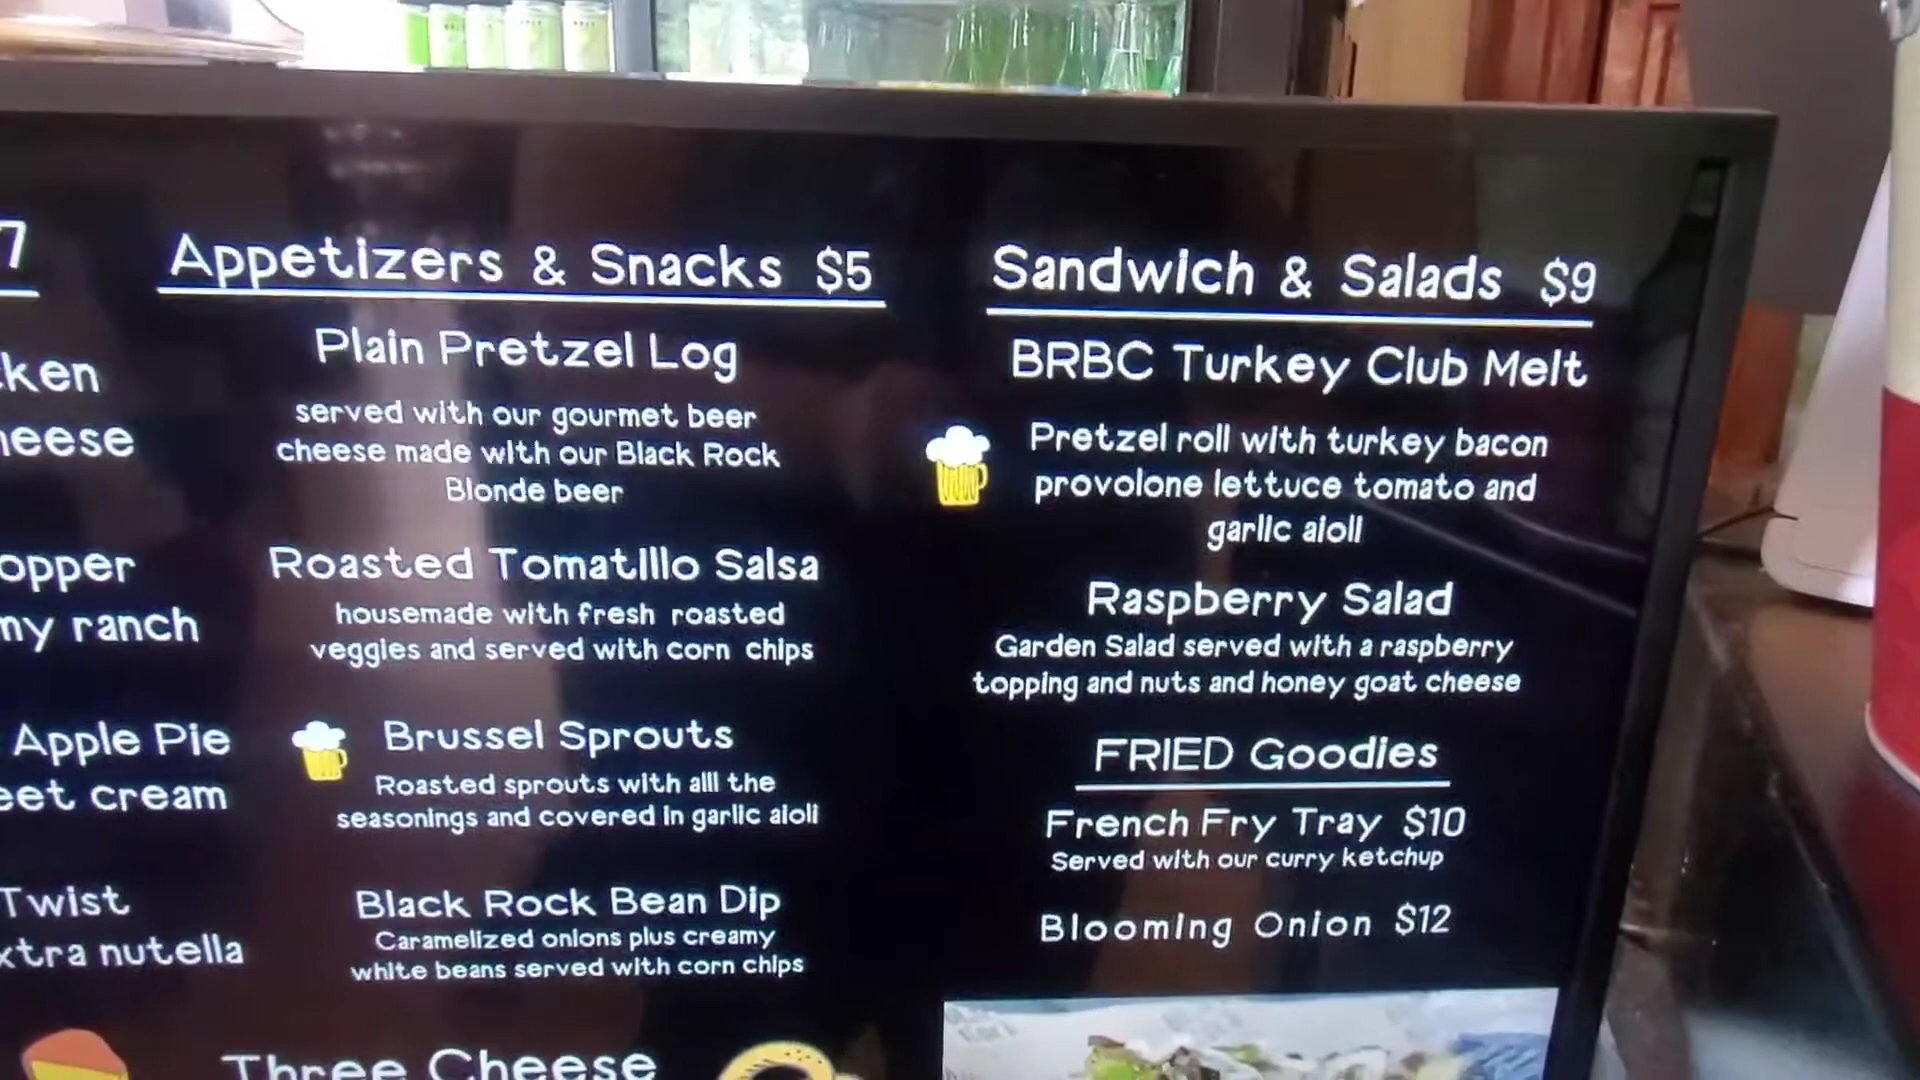 7
ken
heese
opper
my ranch
Apple Pie
eet cream
Twist
xtra nutella
Appetizers & Snacks $5
Plain Pretzel Log
served with our gourmet beer
cheese made with our Black Rock
Blonde beer
Roasted Tomatillo Salsa
housemade with fresh roasted
veggies and served with corn chips
Brussel Sprouts
Roasted sprouts with alll the
seasonings and covered in garlic aioli
Black Rock Bean Dip
Caramelized onions plus creamy
white beans served with corn chips
Three Cheese
Sandwich & Salads $9
BRBC Turkey Club Melt
Pretzel roll with turkey bacon
provolone lettuce tomato and
garlic aioli
Raspberry Salad
Garden Salad served with a raspberry
topping and nuts and honey goat cheese
FRIED Goodies
French Fry Tray $10
Served with our curry ketchup
Blooming Onion $12